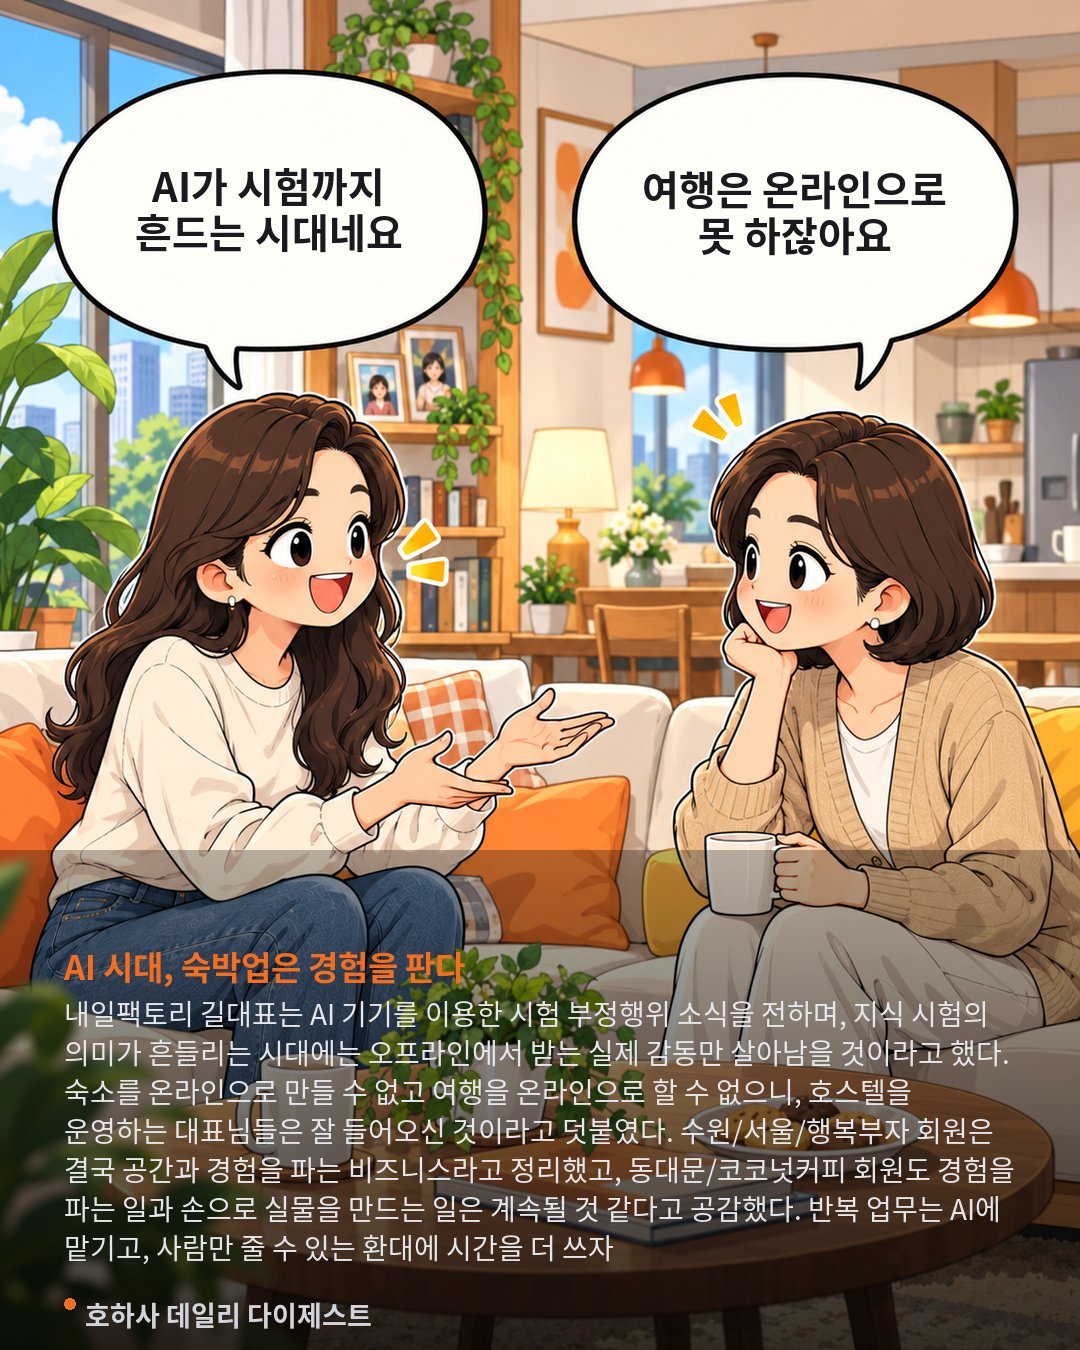 AI가 시험까지
흔드는 시대네요
여행은 온라인으로
못 하잖아요
AI 시대, 숙박업은 경험을 판다
내일팩토리 길대표는 AI 기기를 이용한 시험 부정행위 소식을 전하며, 지식 시험의
의미가 흔들리는 시대에는 오프라인에서 받는 실제 감동만 살아남을 것이라고 했다.
숙소를 온라인으로 만들 수 없고 여행을 온라인으로 할 수 없으니, 호스텔을
운영하는 대표님들은 잘 들어오신 것이라고 덧붙였다. 수원/서울/행복부자 회원은
결국 공간과 경험을 파는 비즈니스라고 정리했고, 동대문/코코넛커피 회원도 경험을
파는 일과 손으로 실물을 만드는 일은 계속될 것 같다고 공감했다. 반복 업무는 AI에
맡기고, 사람만 줄 수 있는 환대에 시간을 더 쓰자
호하사 데일리 다이제스트